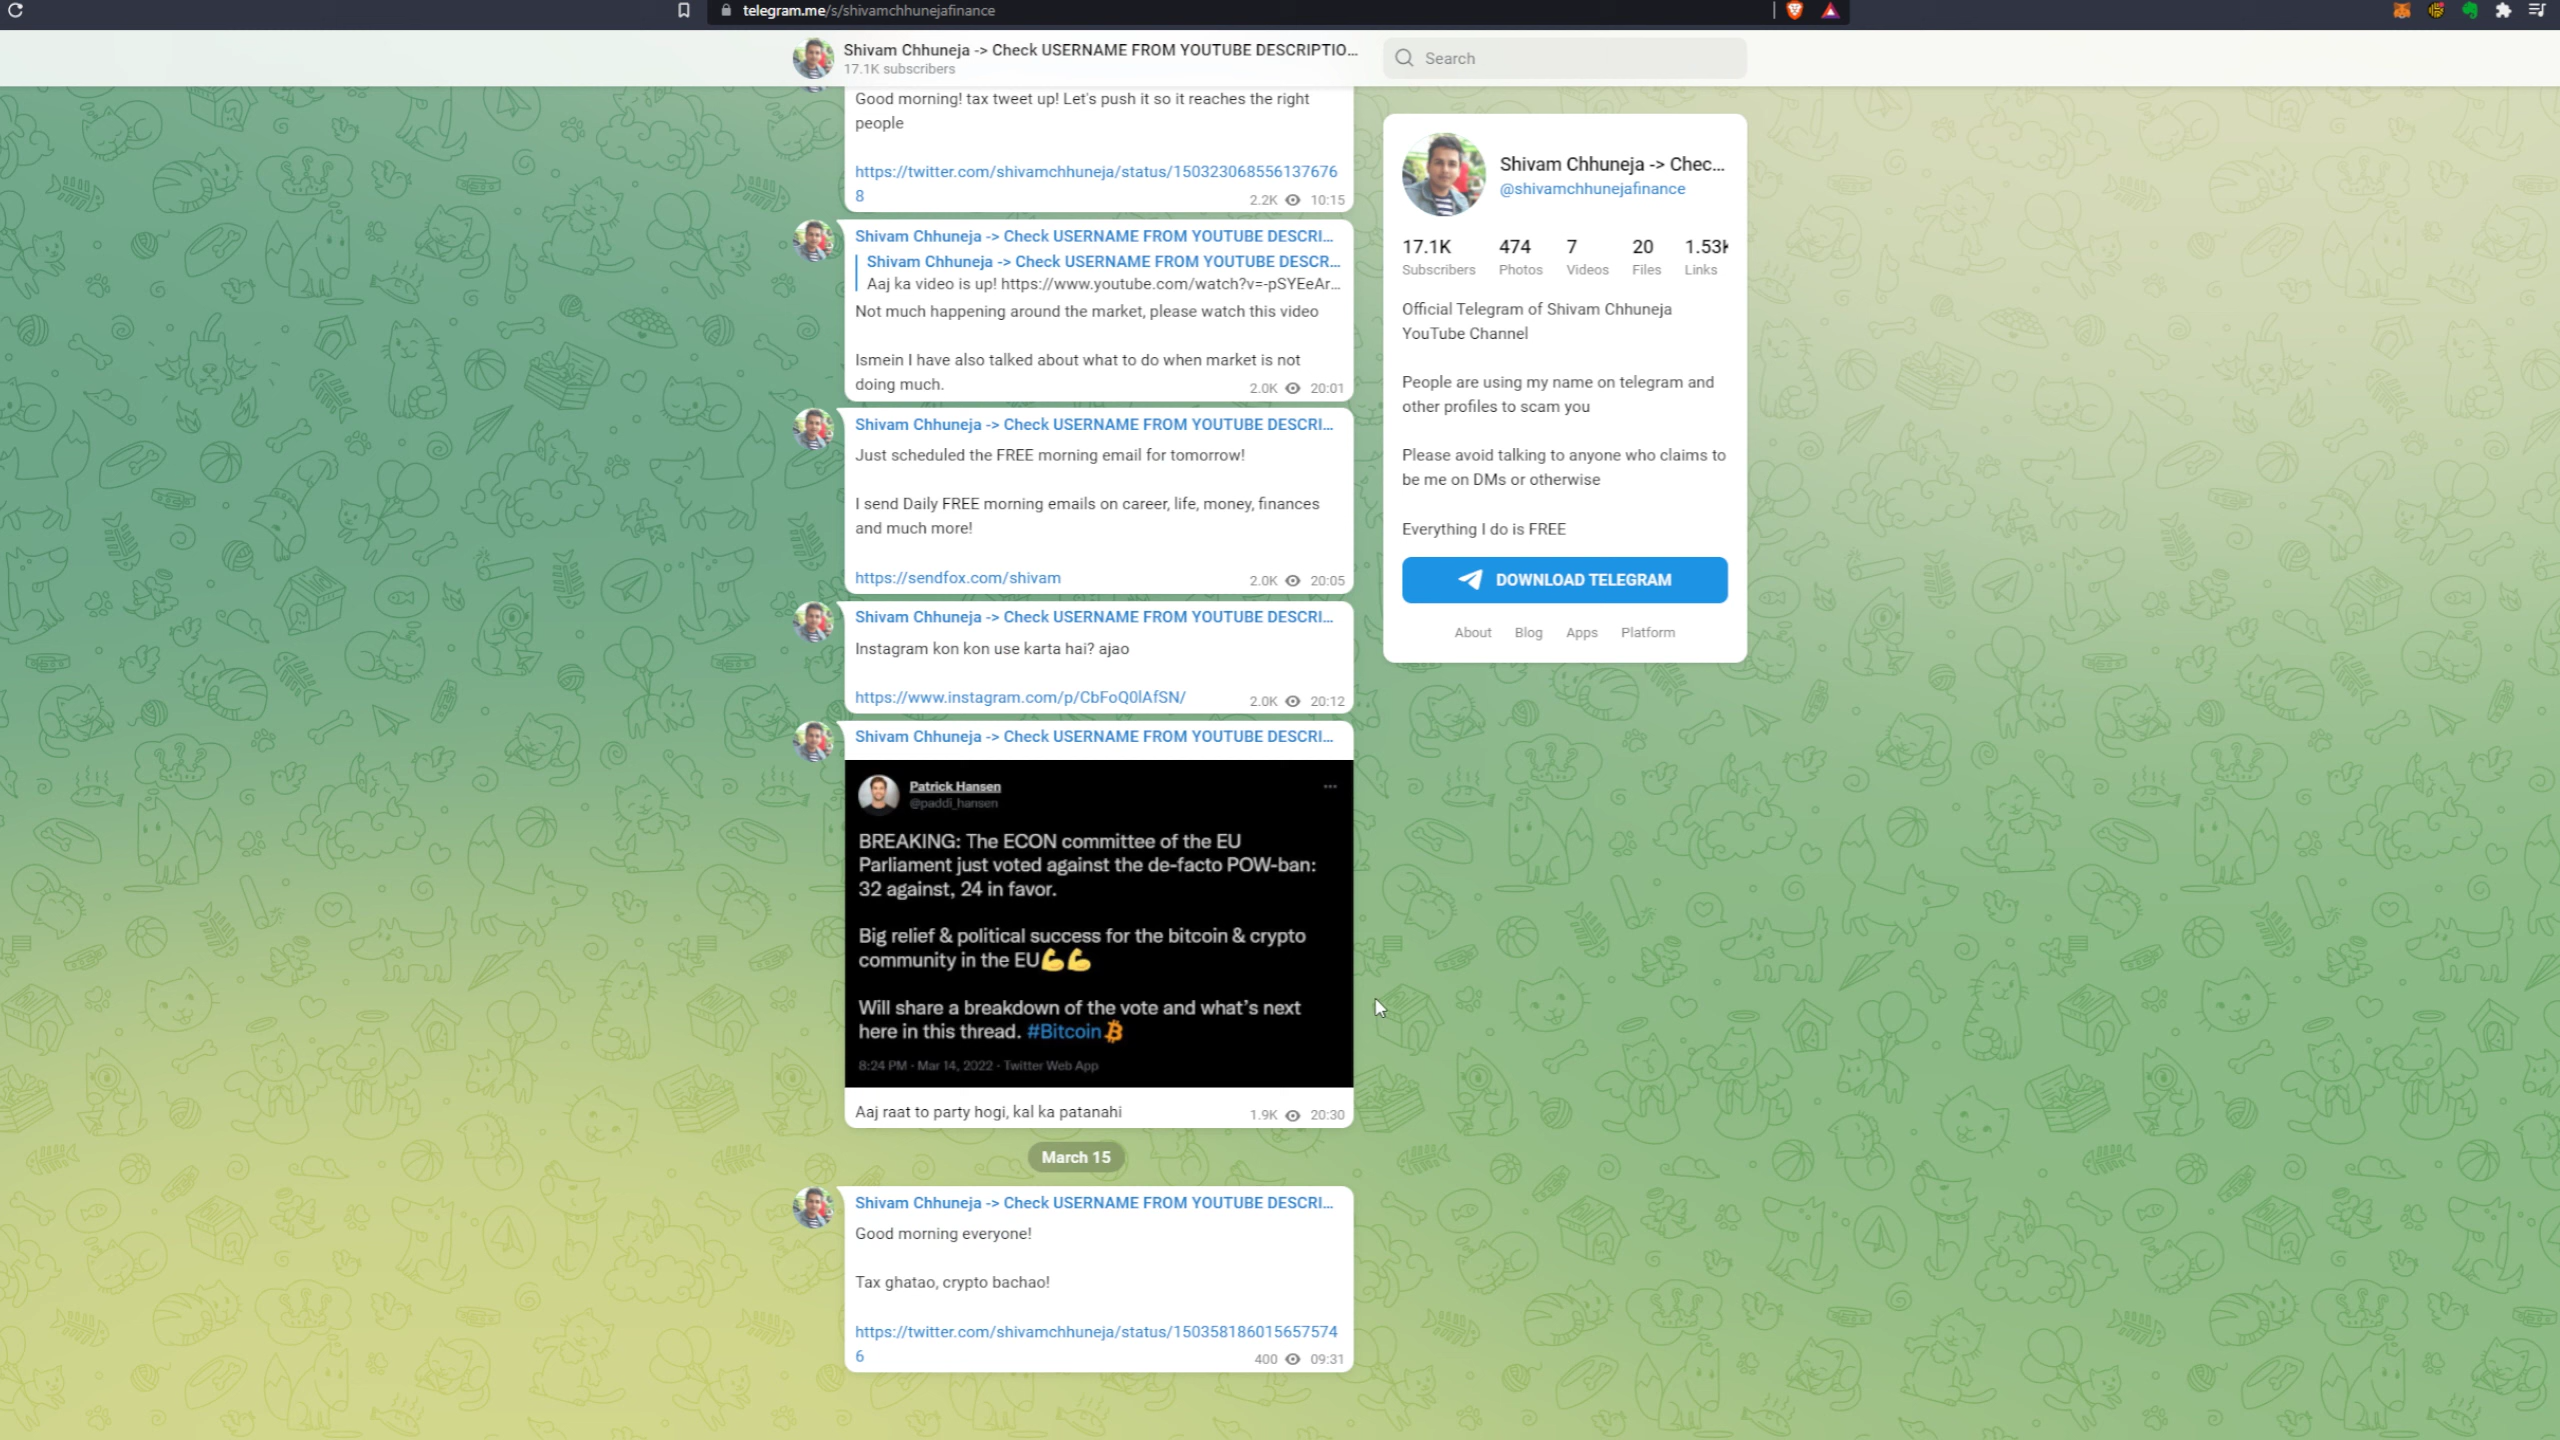 telegram.me/s/shivamchhunejafinance
Shivam Chhuneja -> Check USERNAME FROM YOUTUBE DESCRIPTIO...
17.1K subscribers
Search
Good morning! tax tweet up! Let's push it so it reaches the right
people
https://twitter.com/shivamchhuneja/status/150323068556137676
8
2.2K 10:15
Shivam Chhuneja -> Check USERNAME FROM YOUTUBE DESCRI...
Shivam Chhuneja -> Check USERNAME FROM YOUTUBE DESCR...
Aaj ka video is up! https://www.youtube.com/watch?v=-pSYEeAr...
Not much happening around the market, please watch this video
Ismein I have also talked about what to do when market is not
doing much.
2.0K 20:01
Shivam Chhuneja -> Check USERNAME FROM YOUTUBE DESCRI...
Just scheduled the FREE morning email for tomorrow!
I send Daily FREE morning emails on career, life, money, finances
and much more!
https://sendfox.com/shivam
2.0K 20:05
Shivam Chhuneja -> Check USERNAME FROM YOUTUBE DESCRI...
Instagram kon kon use karta hai? ajao
https://www.instagram.com/p/CbFoQ0lAfSN/
2.0K 20:12
Shivam Chhuneja -> Check USERNAME FROM YOUTUBE DESCRI...
Patrick Hansen
@paddi_hansen
BREAKING: The ECON committee of the EU
Parliament just voted against the de-facto POW-ban:
32 against, 24 in favor.
Big relief & political success for the bitcoin & crypto
community in the EU💪💪
Will share a breakdown of the vote and what's next
here in this thread. #Bitcoin
8:24 PM · Mar 14, 2022 · Twitter Web App
Aaj raat to party hogi, kal ka patanahi
1.9K 20:30
March 15
Shivam Chhuneja -> Check USERNAME FROM YOUTUBE DESCRI...
Good morning everyone!
Tax ghatao, crypto bachao!
https://twitter.com/shivamchhuneja/status/150358186015657574
6
400 09:31
Shivam Chhuneja -> Chec...
@shivamchhunejafinance
17.1K 474 7 20 1.53K
Subscribers Photos Videos Files Links
Official Telegram of Shivam Chhuneja
YouTube Channel
People are using my name on telegram and
other profiles to scam you
Please avoid talking to anyone who claims to
be me on DMs or otherwise
Everything I do is FREE
DOWNLOAD TELEGRAM
About Blog Apps Platform